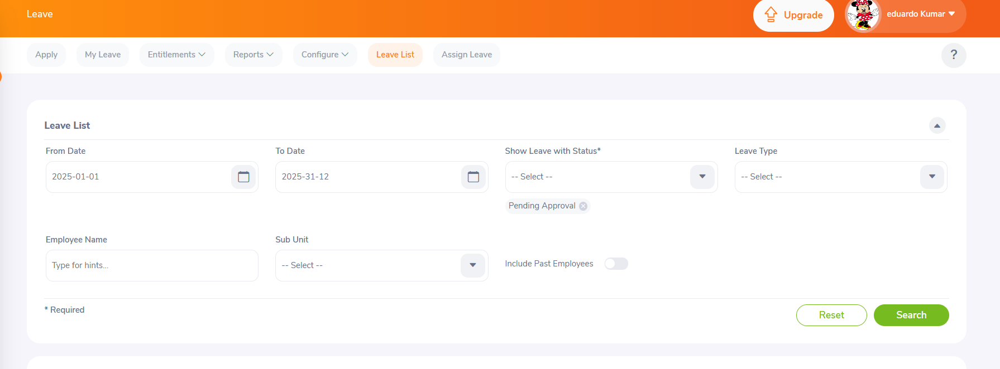 Leave
Upgrade
eduardo Kumar
Apply
My Leave
Entitlements
Reports
Configure
Leave List
Assign Leave
?
Leave List
From Date
To Date
Show Leave with Status*
Leave Type
2025-01-01
2025-31-12
-- Select --
-- Select --
Pending Approval
Employee Name
Sub Unit
Type for hints...
-- Select --
Include Past Employees
* Required
Reset
Search